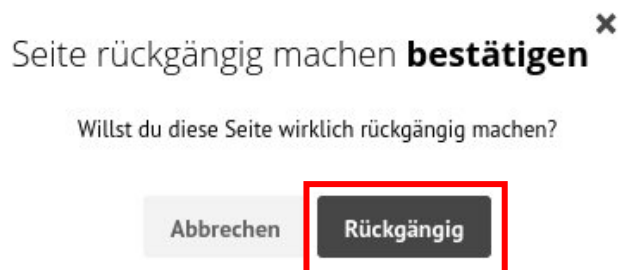 Seite rückgängig machen bestätigen
Willst du diese Seite wirklich rückgängig machen?
Abbrechen
Rückgängig